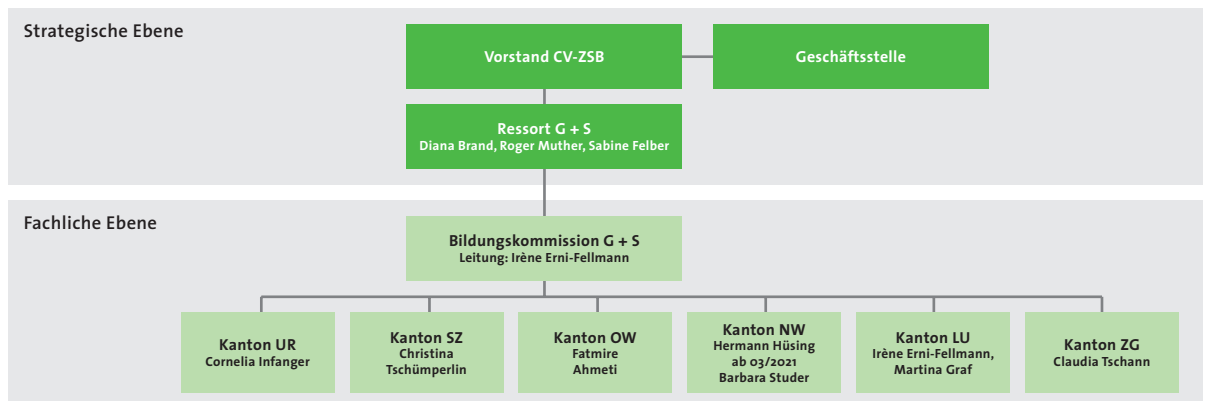 Strategische Ebene
Vorstand CV-ZSB
Geschäftsstelle
Ressort G + S
Diana Brand, Roger Muther, Sabine Felber
Fachliche Ebene
Bildungskommission G + S
Leitung: Irène Erni-Fellmann
Kanton UR
Cornelia Infanger
Kanton SZ
Christina
Tschümperlin
Kanton OW
Fatmire
Ahmeti
Kanton NW
Hermann Hüsing
ab 03/2021
Barbara Studer
Kanton LU
Irène Erni-Fellmann,
Martina Graf
Kanton ZG
Claudia Tschann